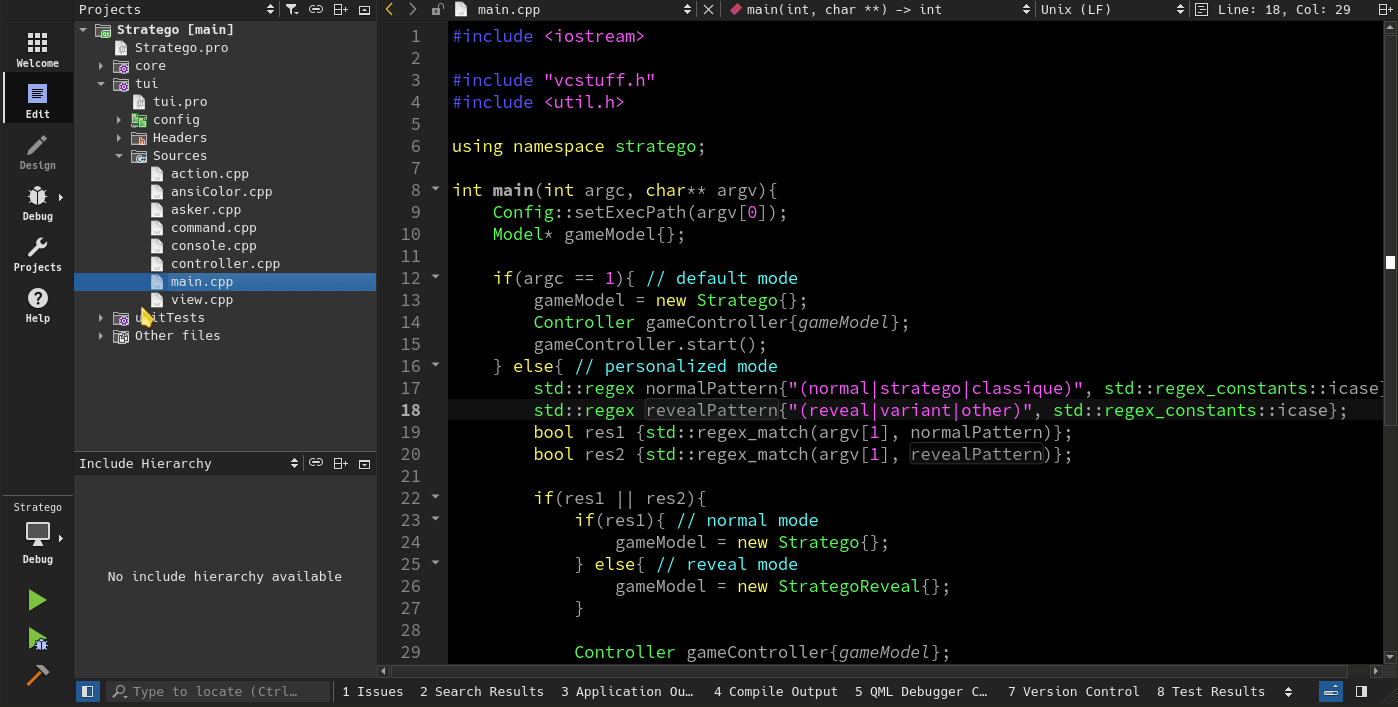 Projects
main.cpp
main(int, char **) -> int
Unix (LF)
Line: 18, Col: 29
Welcome
Edit
Design
Debug
Projects
Help
Stratego
Debug
Stratego [main]
Stratego.pro
core
tui
tui.pro
config
Headers
Sources
action.cpp
ansiColor.cpp
asker.cpp
command.cpp
console.cpp
controller.cpp
main.cpp
view.cpp
unitTests
Other files
Include Hierarchy
No include hierarchy available
1 #include <iostream>
2
3 #include "vcstuff.h"
4 #include <util.h>
5
6 using namespace stratego;
7
8 int main(int argc, char** argv){
9 Config::setExecPath(argv[0]);
10 Model* gameModel{};
11
12 if(argc == 1){ // default mode
13 gameModel = new Stratego{};
14 Controller gameController{gameModel};
15 gameController.start();
16 } else{ // personalized mode
17 std::regex normalPattern{"(normal|stratego|classique)", std::regex_constants::icase}
18 std::regex revealPattern{"(reveal|variant|other)", std::regex_constants::icase};
19 bool res1 {std::regex_match(argv[1], normalPattern)};
20 bool res2 {std::regex_match(argv[1], revealPattern)};
21
22 if(res1 || res2){
23 if(res1){ // normal mode
24 gameModel = new Stratego{};
25 } else{ // reveal mode
26 gameModel = new StrategoReveal{};
27 }
28
29 Controller gameController{gameModel};
Type to locate (Ctrl…
1 Issues
2 Search Results
3 Application Ou…
4 Compile Output
5 QML Debugger C…
7 Version Control
8 Test Results